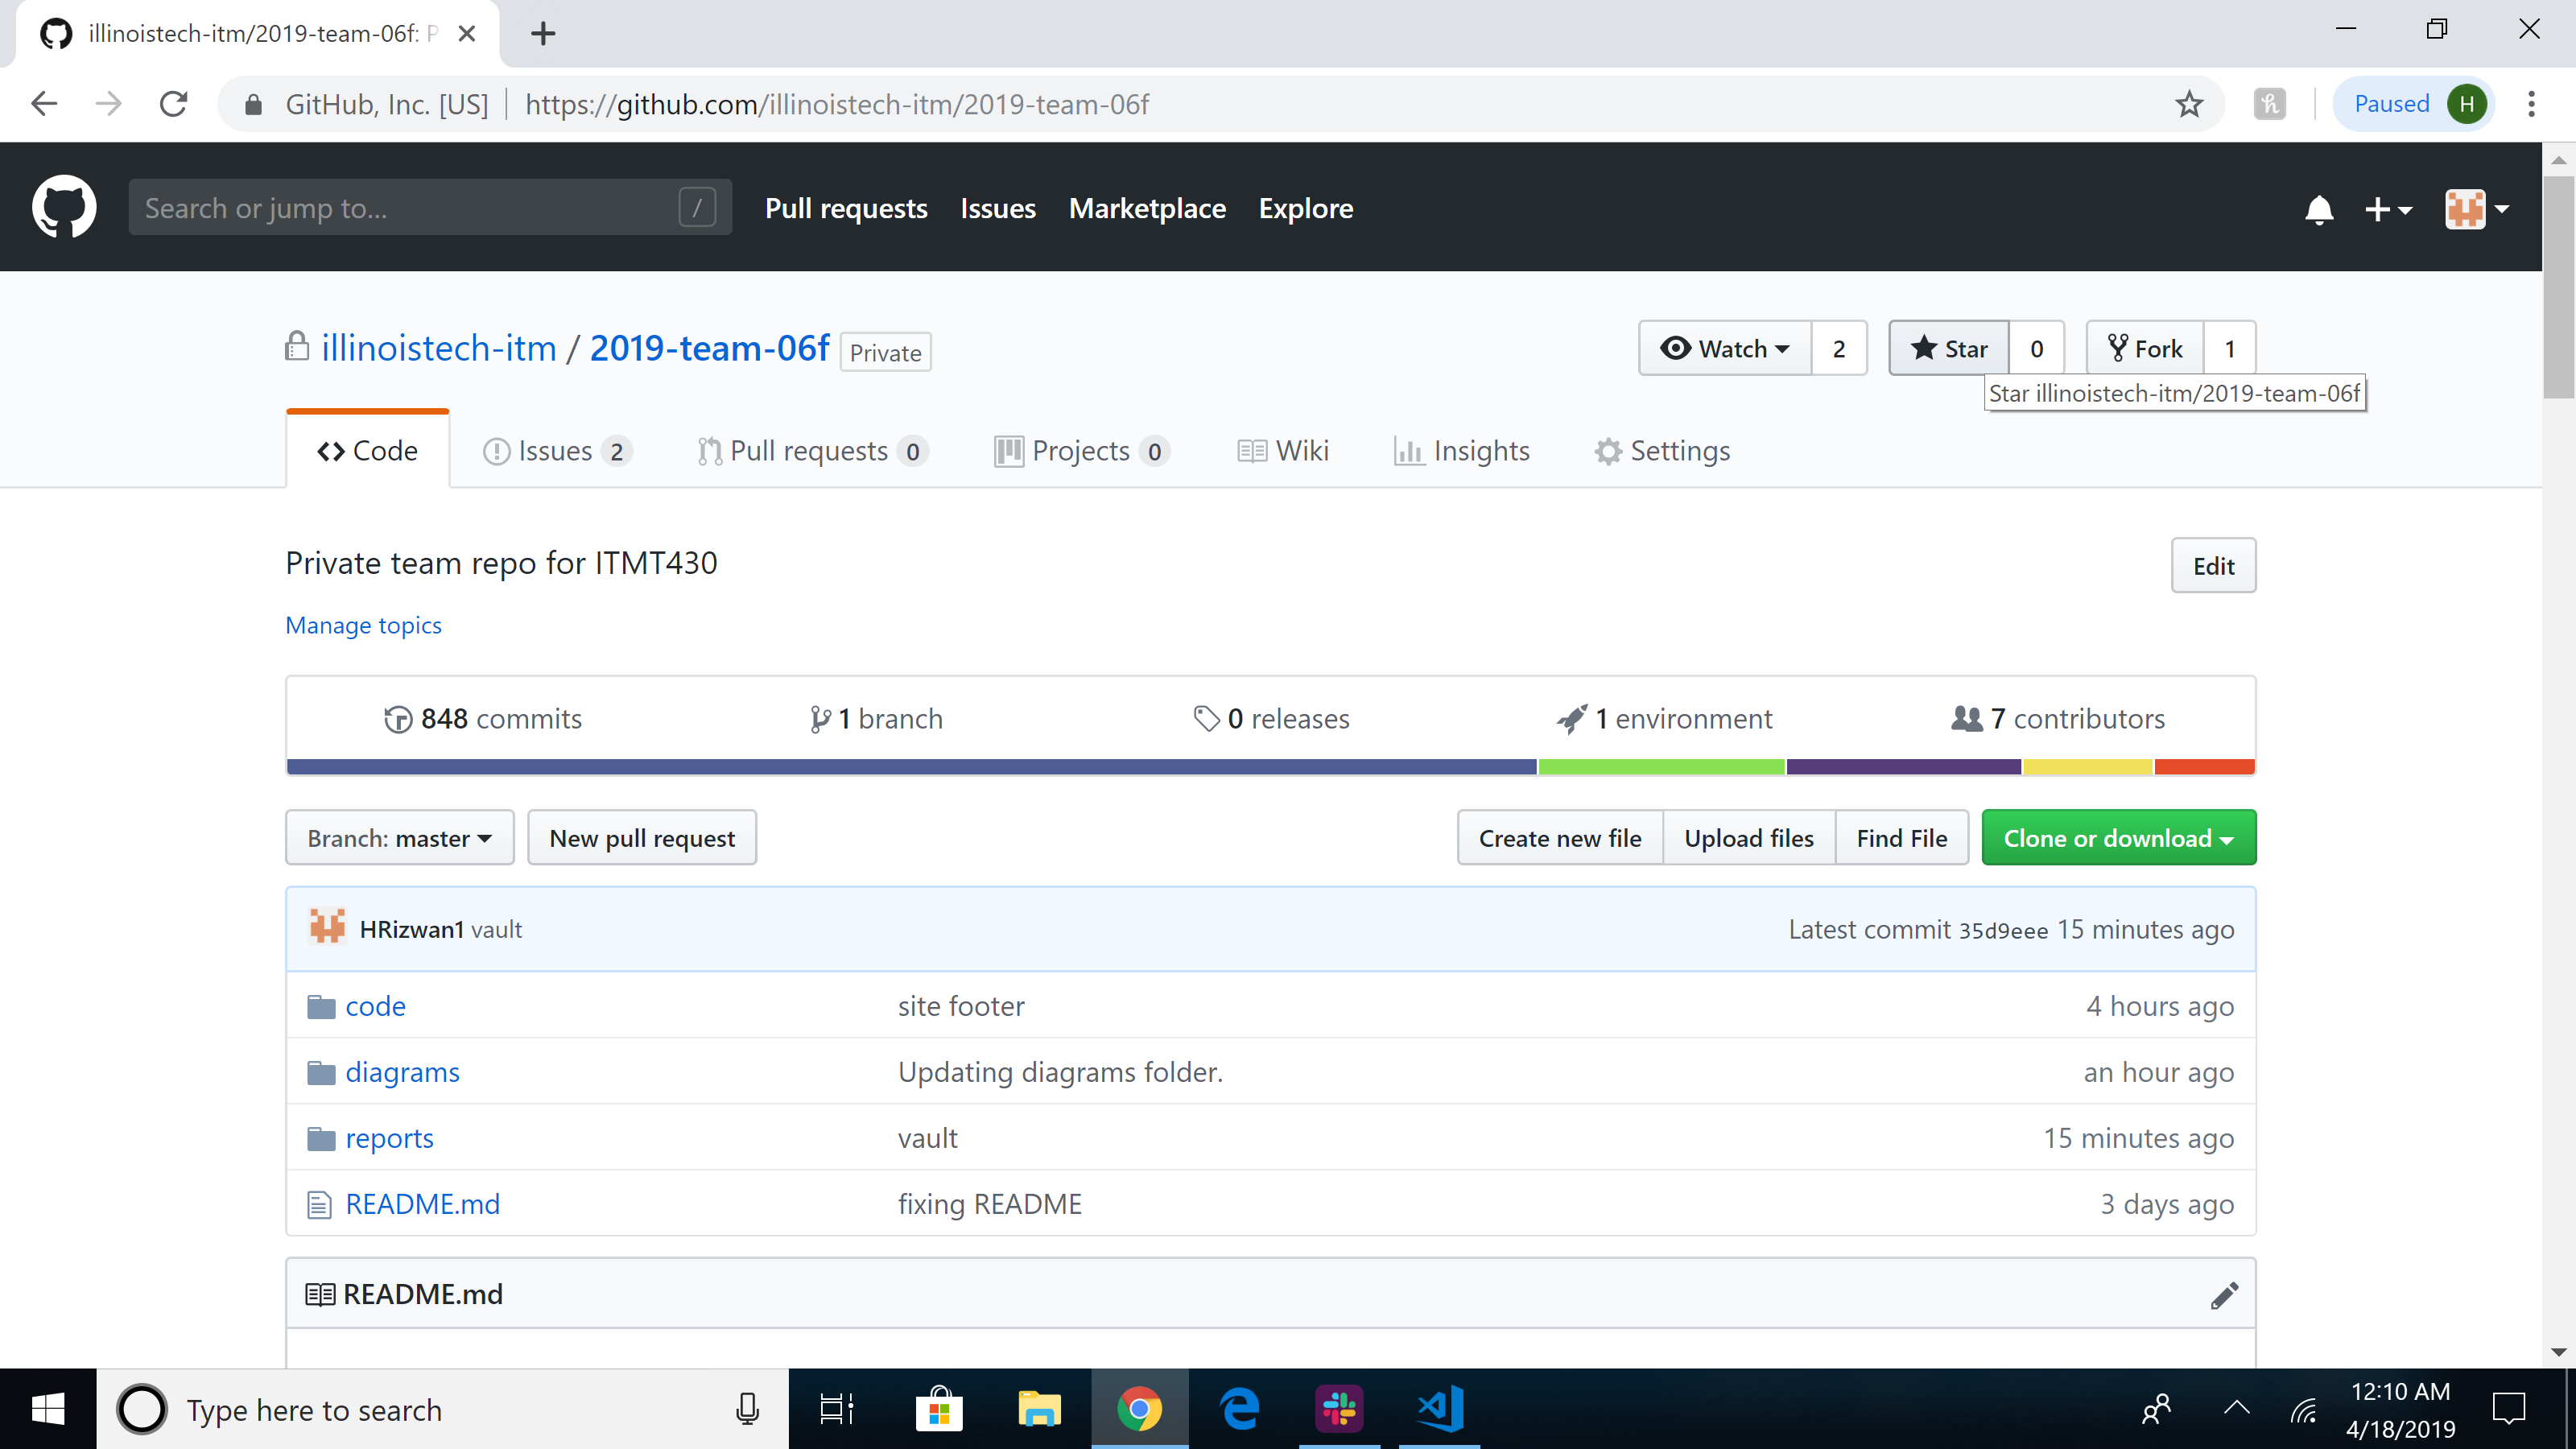 illinoistech-itm/2019-team-06f: P
GitHub, Inc. [US] https://github.com/illinoistech-itm/2019-team-06f
Paused H
Search or jump to... /
Pull requests Issues Marketplace Explore
illinoistech-itm / 2019-team-06f Private
Watch 2 Star 0 Fork 1
Star illinoistech-itm/2019-team-06f
Code Issues 2 Pull requests 0 Projects 0 Wiki Insights Settings
Private team repo for ITMT430
Edit
Manage topics
848 commits 1 branch 0 releases 1 environment 7 contributors
Branch: master New pull request Create new file Upload files Find File Clone or download
HRizwan1 vault Latest commit 35d9eee 15 minutes ago
code site footer 4 hours ago
diagrams Updating diagrams folder. an hour ago
reports vault 15 minutes ago
README.md fixing README 3 days ago
README.md
Type here to search
12:10 AM
4/18/2019